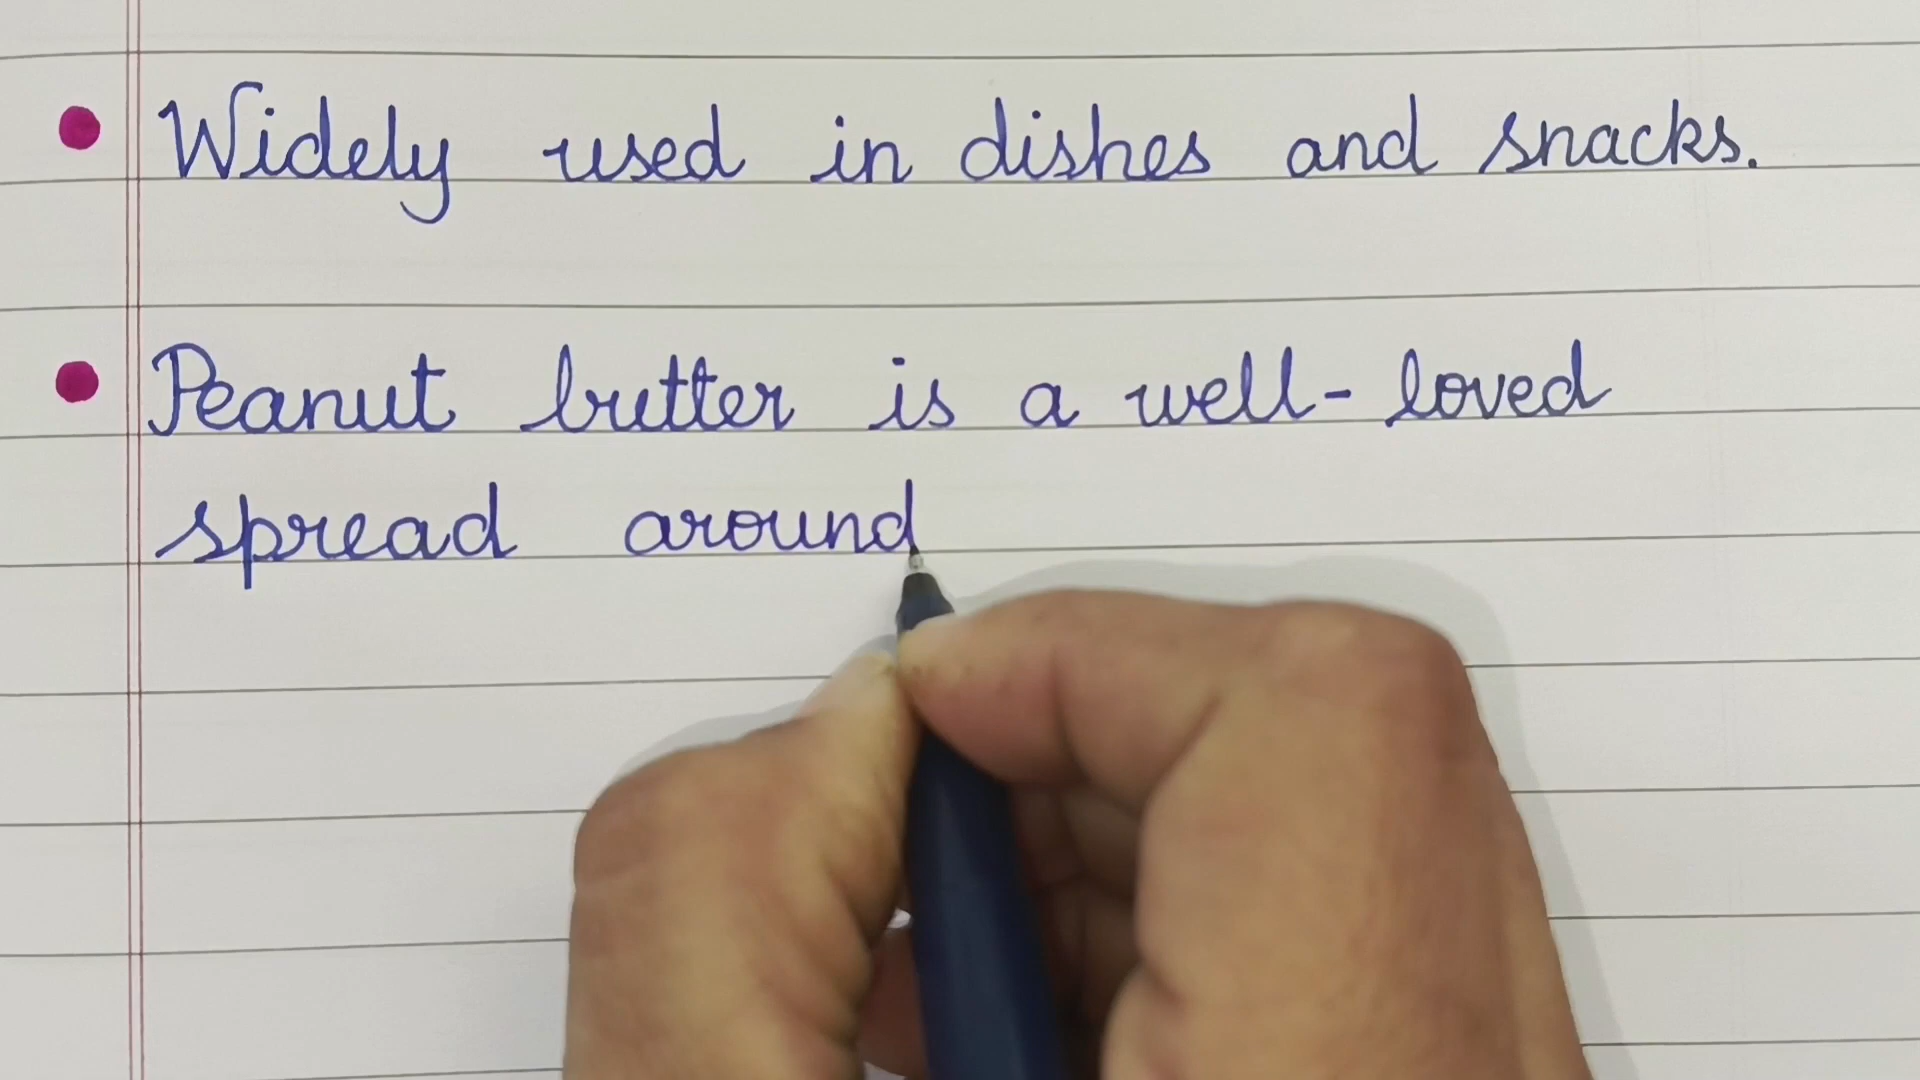 Widely used in dishes and snacks.
Peanut butter is a well-loved
spread around